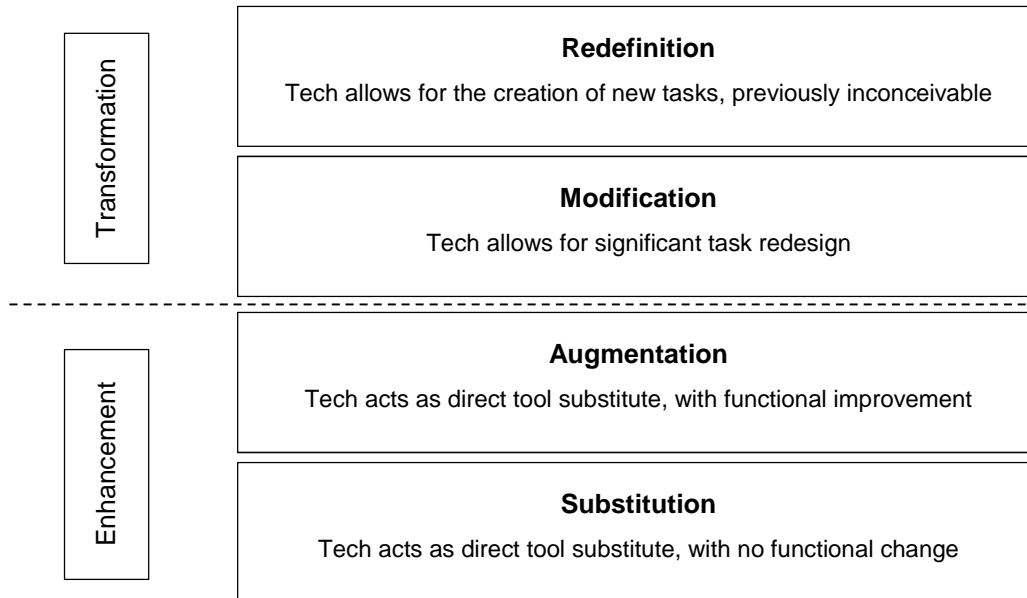 Transformation
Redefinition
Tech allows for the creation of new tasks, previously inconceivable
Modification
Tech allows for significant task redesign
Enhancement
Augmentation
Tech acts as direct tool substitute, with functional improvement
Substitution
Tech acts as direct tool substitute, with no functional change